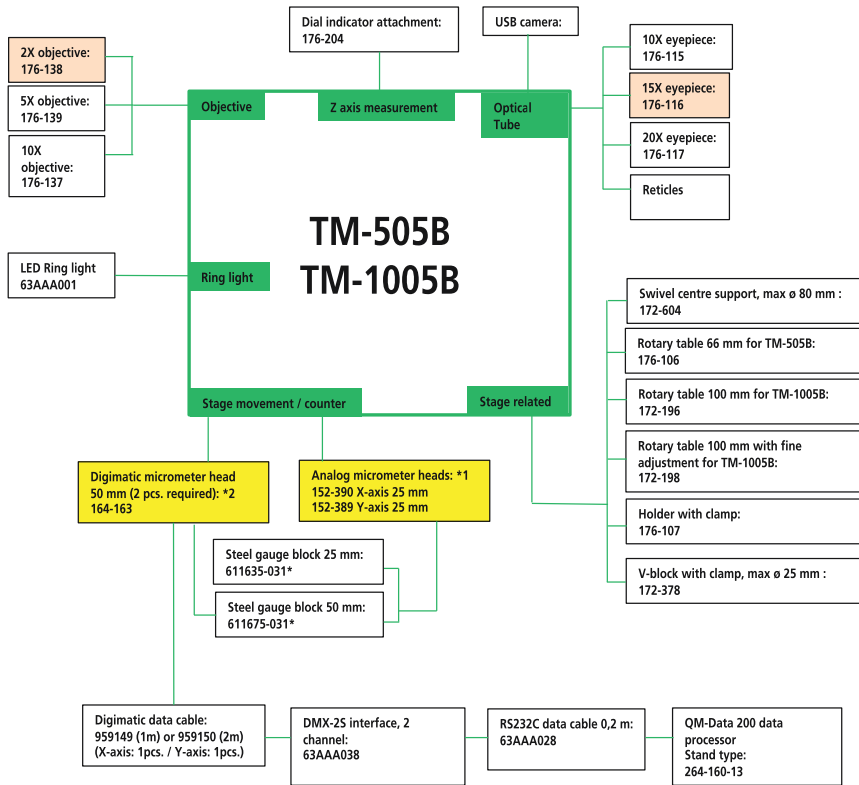 Dial indicator attachment:
176-204
USB camera:
2X objective:
176-138
5X objective:
176-139
10X
objective:
176-137
10X eyepiece:
176-115
15X eyepiece:
176-116
20X eyepiece:
176-117
Reticles
Objective
Z axis measurement
Optical
Tube
TM-505B
TM-1005B
LED Ring light
63AAA001
Ring light
Stage movement / counter
Stage related
Swivel centre support, max ø 80 mm :
172-604
Rotary table 66 mm for TM-505B:
176-106
Rotary table 100 mm for TM-1005B:
172-196
Rotary table 100 mm with fine
adjustment for TM-1005B:
172-198
Holder with clamp:
176-107
V-block with clamp, max ø 25 mm :
172-378
Digimatic micrometer head
50 mm (2 pcs. required): *2
164-163
Analog micrometer heads: *1
152-390 X-axis 25 mm
152-389 Y-axis 25 mm
Steel gauge block 25 mm:
611635-031*
Steel gauge block 50 mm:
611675-031*
Digimatic data cable:
959149 (1m) or 959150 (2m)
(X-axis: 1pcs. / Y-axis: 1pcs.)
DMX-2S interface, 2
channel:
63AAA038
RS232C data cable 0,2 m:
63AAA028
QM-Data 200 data
processor
Stand type:
264-160-13